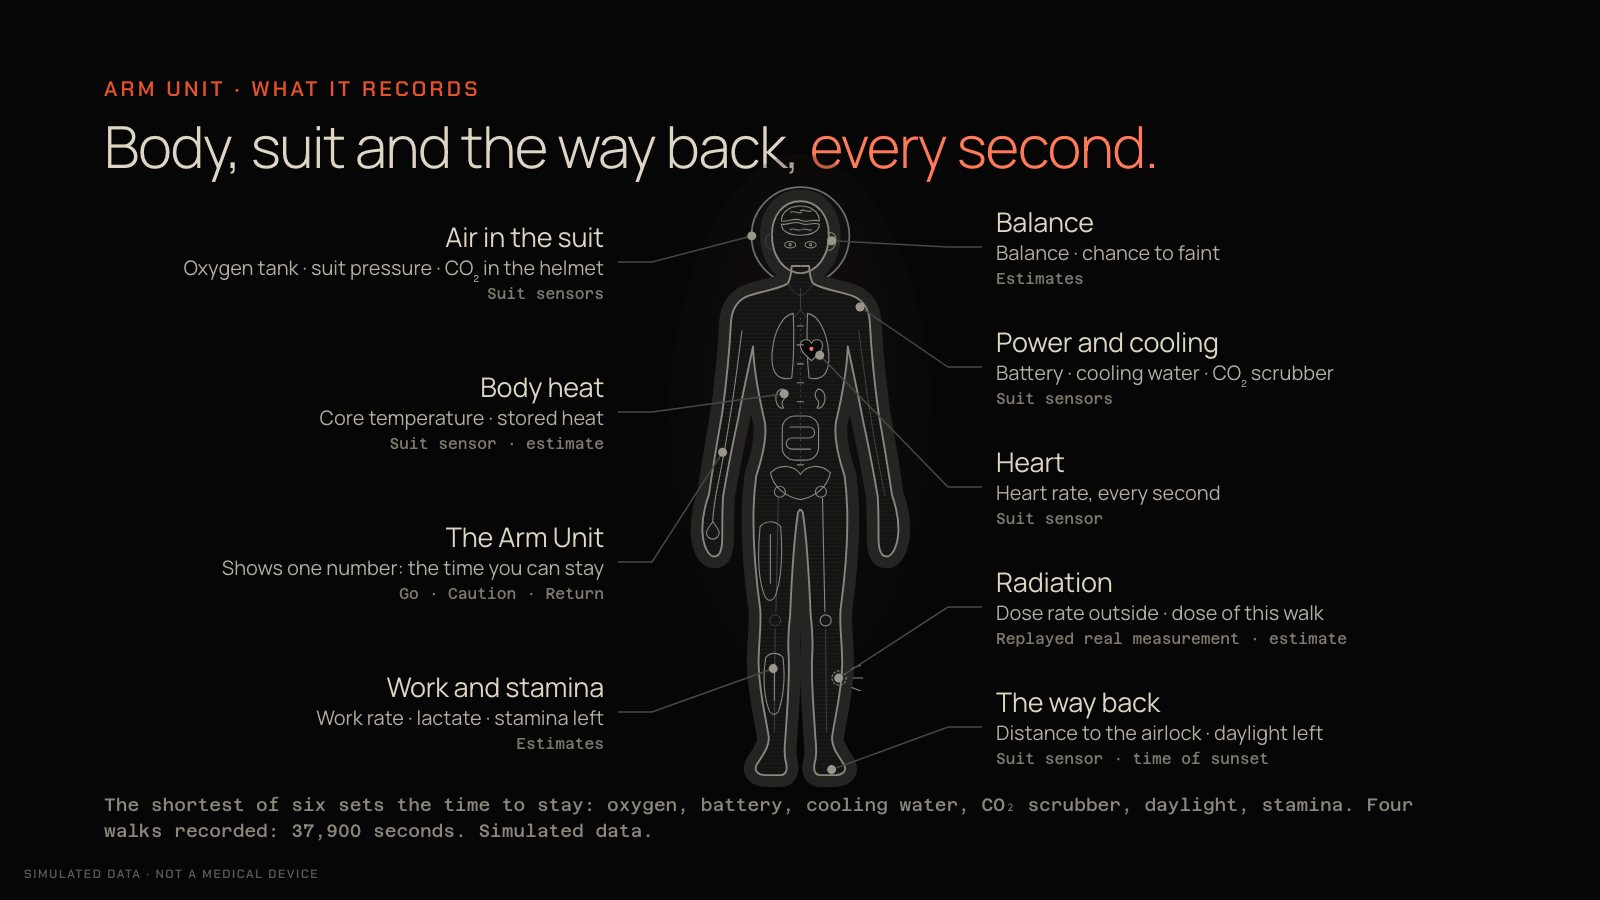 ARM UNIT · WHAT IT RECORDS
Body, suit and the way back, every second.
Air in the suit
Oxygen tank · suit pressure · CO₂ in the helmet
Suit sensors
Body heat
Core temperature · stored heat
Suit sensor · estimate
The Arm Unit
Shows one number: the time you can stay
Go · Caution · Return
Work and stamina
Work rate · lactate · stamina left
Estimates
Balance
Balance · chance to faint
Estimates
Power and cooling
Battery · cooling water · CO₂ scrubber
Suit sensors
Heart
Heart rate, every second
Suit sensor
Radiation
Dose rate outside · dose of this walk
Replayed real measurement · estimate
The way back
Distance to the airlock · daylight left
Suit sensor · time of sunset
The shortest of six sets the time to stay: oxygen, battery, cooling water, CO₂ scrubber, daylight, stamina. Four
walks recorded: 37,900 seconds. Simulated data.
SIMULATED DATA · NOT A MEDICAL DEVICE